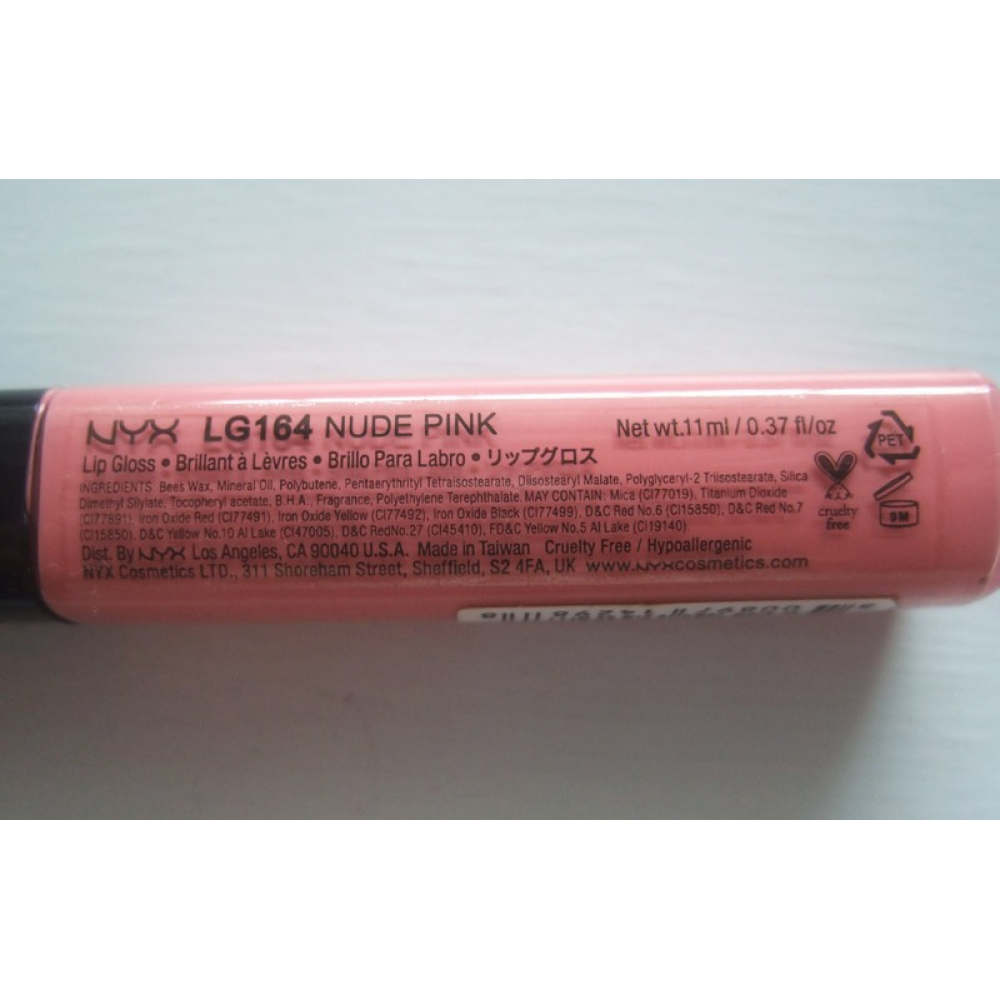 NYX LG164 NUDE PINK
Net wt.11ml / 0.37 fl/oz
Lip Gloss • Brillant à Lèvres • Brillo Para Labro • リップグロス
INGREDIENTS: Bees Wax, Mineral Oil, Polybutene, Pentaerythrityl Tetraisostearate, Diisostearyl Malate, Polyglyceryl-2 Triisostearate, Silica
Dimethyl Silylate, Tocopheryl acetate, B.H.A., Fragrance, Polyethylene Terephthalate. MAY CONTAIN: Mica (CI77019), Titanium Dioxide
(CI77891), Iron Oxide Red (CI77491), Iron Oxide Yellow (CI77492), Iron Oxide Black (CI77499), D&C Red No.6 (CI15850), D&C Red No.7
(CI15850), D&C Yellow No.10 Al Lake (CI47005), D&C RedNo.27 (CI45410), FD&C Yellow No.5 Al Lake (CI19140).
Dist. By NYX Los Angeles, CA 90040 U.S.A. Made in Taiwan Cruelty Free / Hypoallergenic
NYX Cosmetics LTD., 311 Shoreham Street, Sheffield, S2 4FA, UK www.NYXcosmetics.com
cruelty
free
PET
9M